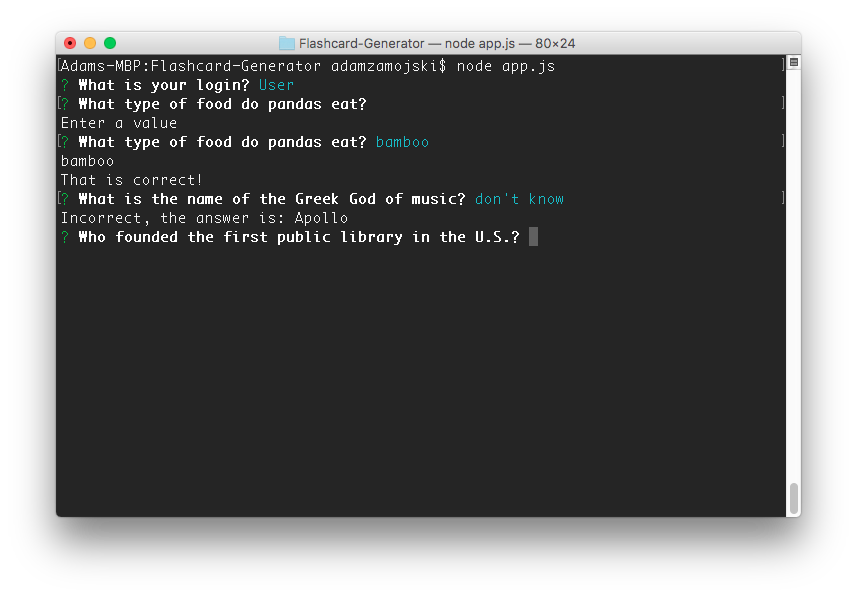 Flashcard-Generator — node app.js — 80×24
[Adams-MBP:Flashcard-Generator adamzamojski$ node app.js ]
? What is your login? User
[? What type of food do pandas eat? ]
Enter a value
[? What type of food do pandas eat? bamboo ]
bamboo
That is correct!
[? What is the name of the Greek God of music? don't know ]
Incorrect, the answer is: Apollo
? Who founded the first public library in the U.S.?